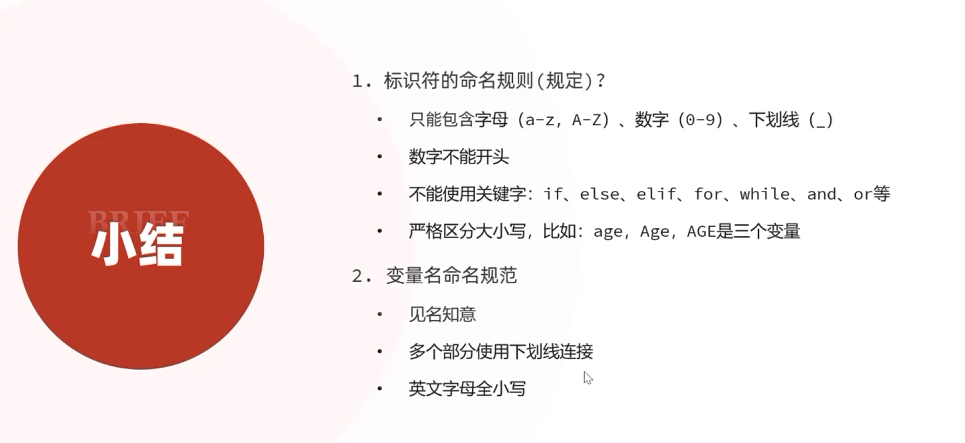 BRIEF
小结
1. 标识符的命名规则(规定)?
• 只能包含字母（a-z, A-Z）、数字（0-9）、下划线（_）
• 数字不能开头
• 不能使用关键字：if、else、elif、for、while、and、or等
• 严格区分大小写，比如：age, Age, AGE是三个变量
2. 变量名命名规范
• 见名知意
• 多个部分使用下划线连接
• 英文字母全小写